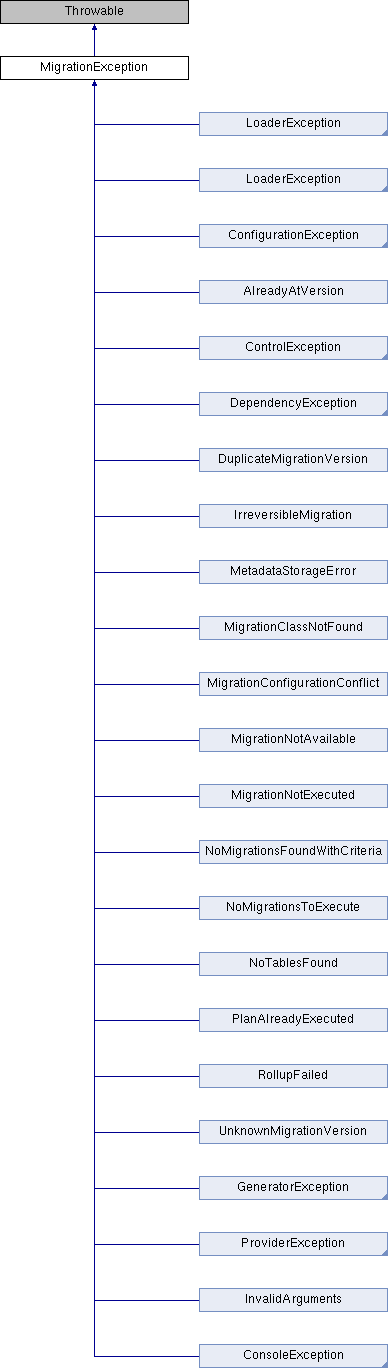 Throwable
MigrationException
LoaderException
LoaderException
ConfigurationException
AlreadyAtVersion
ControlException
DependencyException
DuplicateMigrationVersion
IrreversibleMigration
MetadataStorageError
MigrationClassNotFound
MigrationConfigurationConflict
MigrationNotAvailable
MigrationNotExecuted
NoMigrationsFoundWithCriteria
NoMigrationsToExecute
NoTablesFound
PlanAlreadyExecuted
RollupFailed
UnknownMigrationVersion
GeneratorException
ProviderException
InvalidArguments
ConsoleException